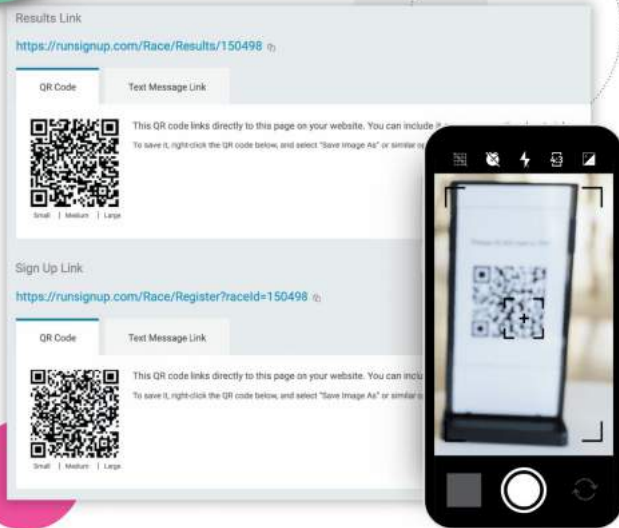 Results Link
https://runsignup.com/Race/Results/150498
QR Code
Text Message Link
This QR code links directly to this page on your website. You can include
To save it, right-click the QR code below, and select "Save Image As" or similar
Small | Medium | Large
4:3
Sign Up Link
https://runsignup.com/Race/Register?raceId=150498
QR Code
Text Message Link
This QR code links directly to this page on your website. You can
To save it, right-click the QR code below, and select "Save Image As" or similar
Small | Medium | Large